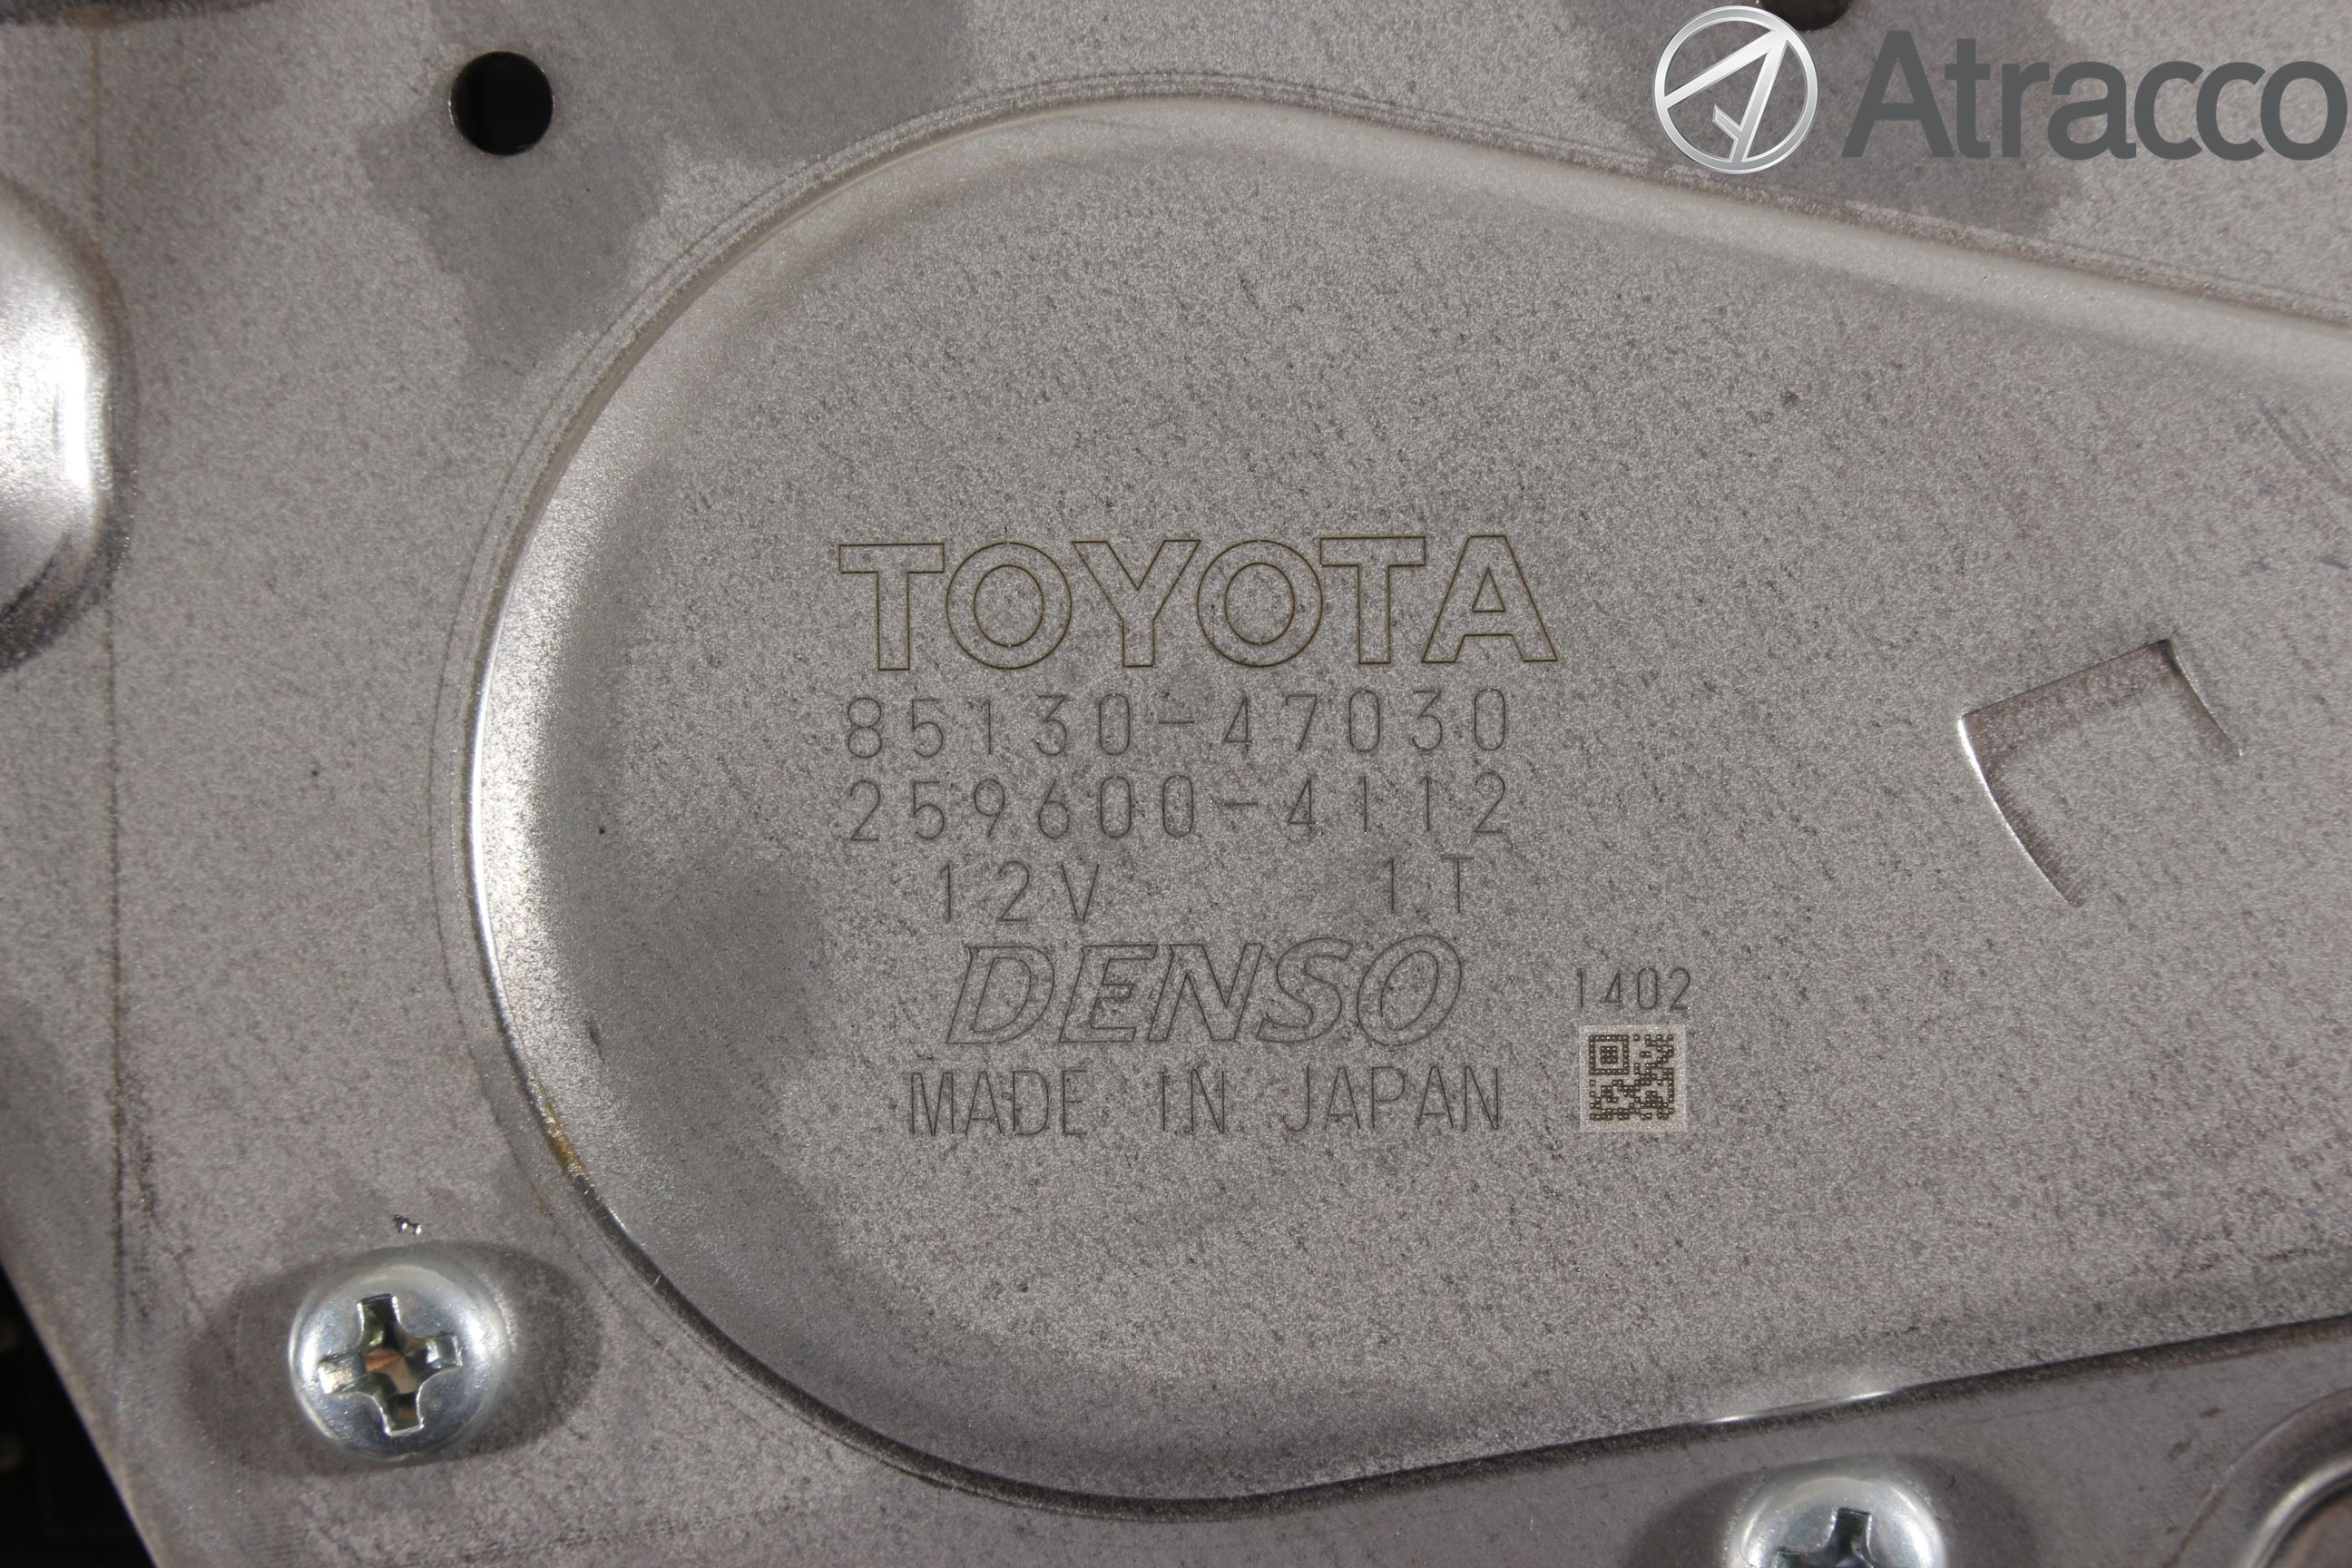 Atracco
TOYOTA
85130-47030
259600-4112
12V 1T
DENSO
1402
MADE IN JAPAN